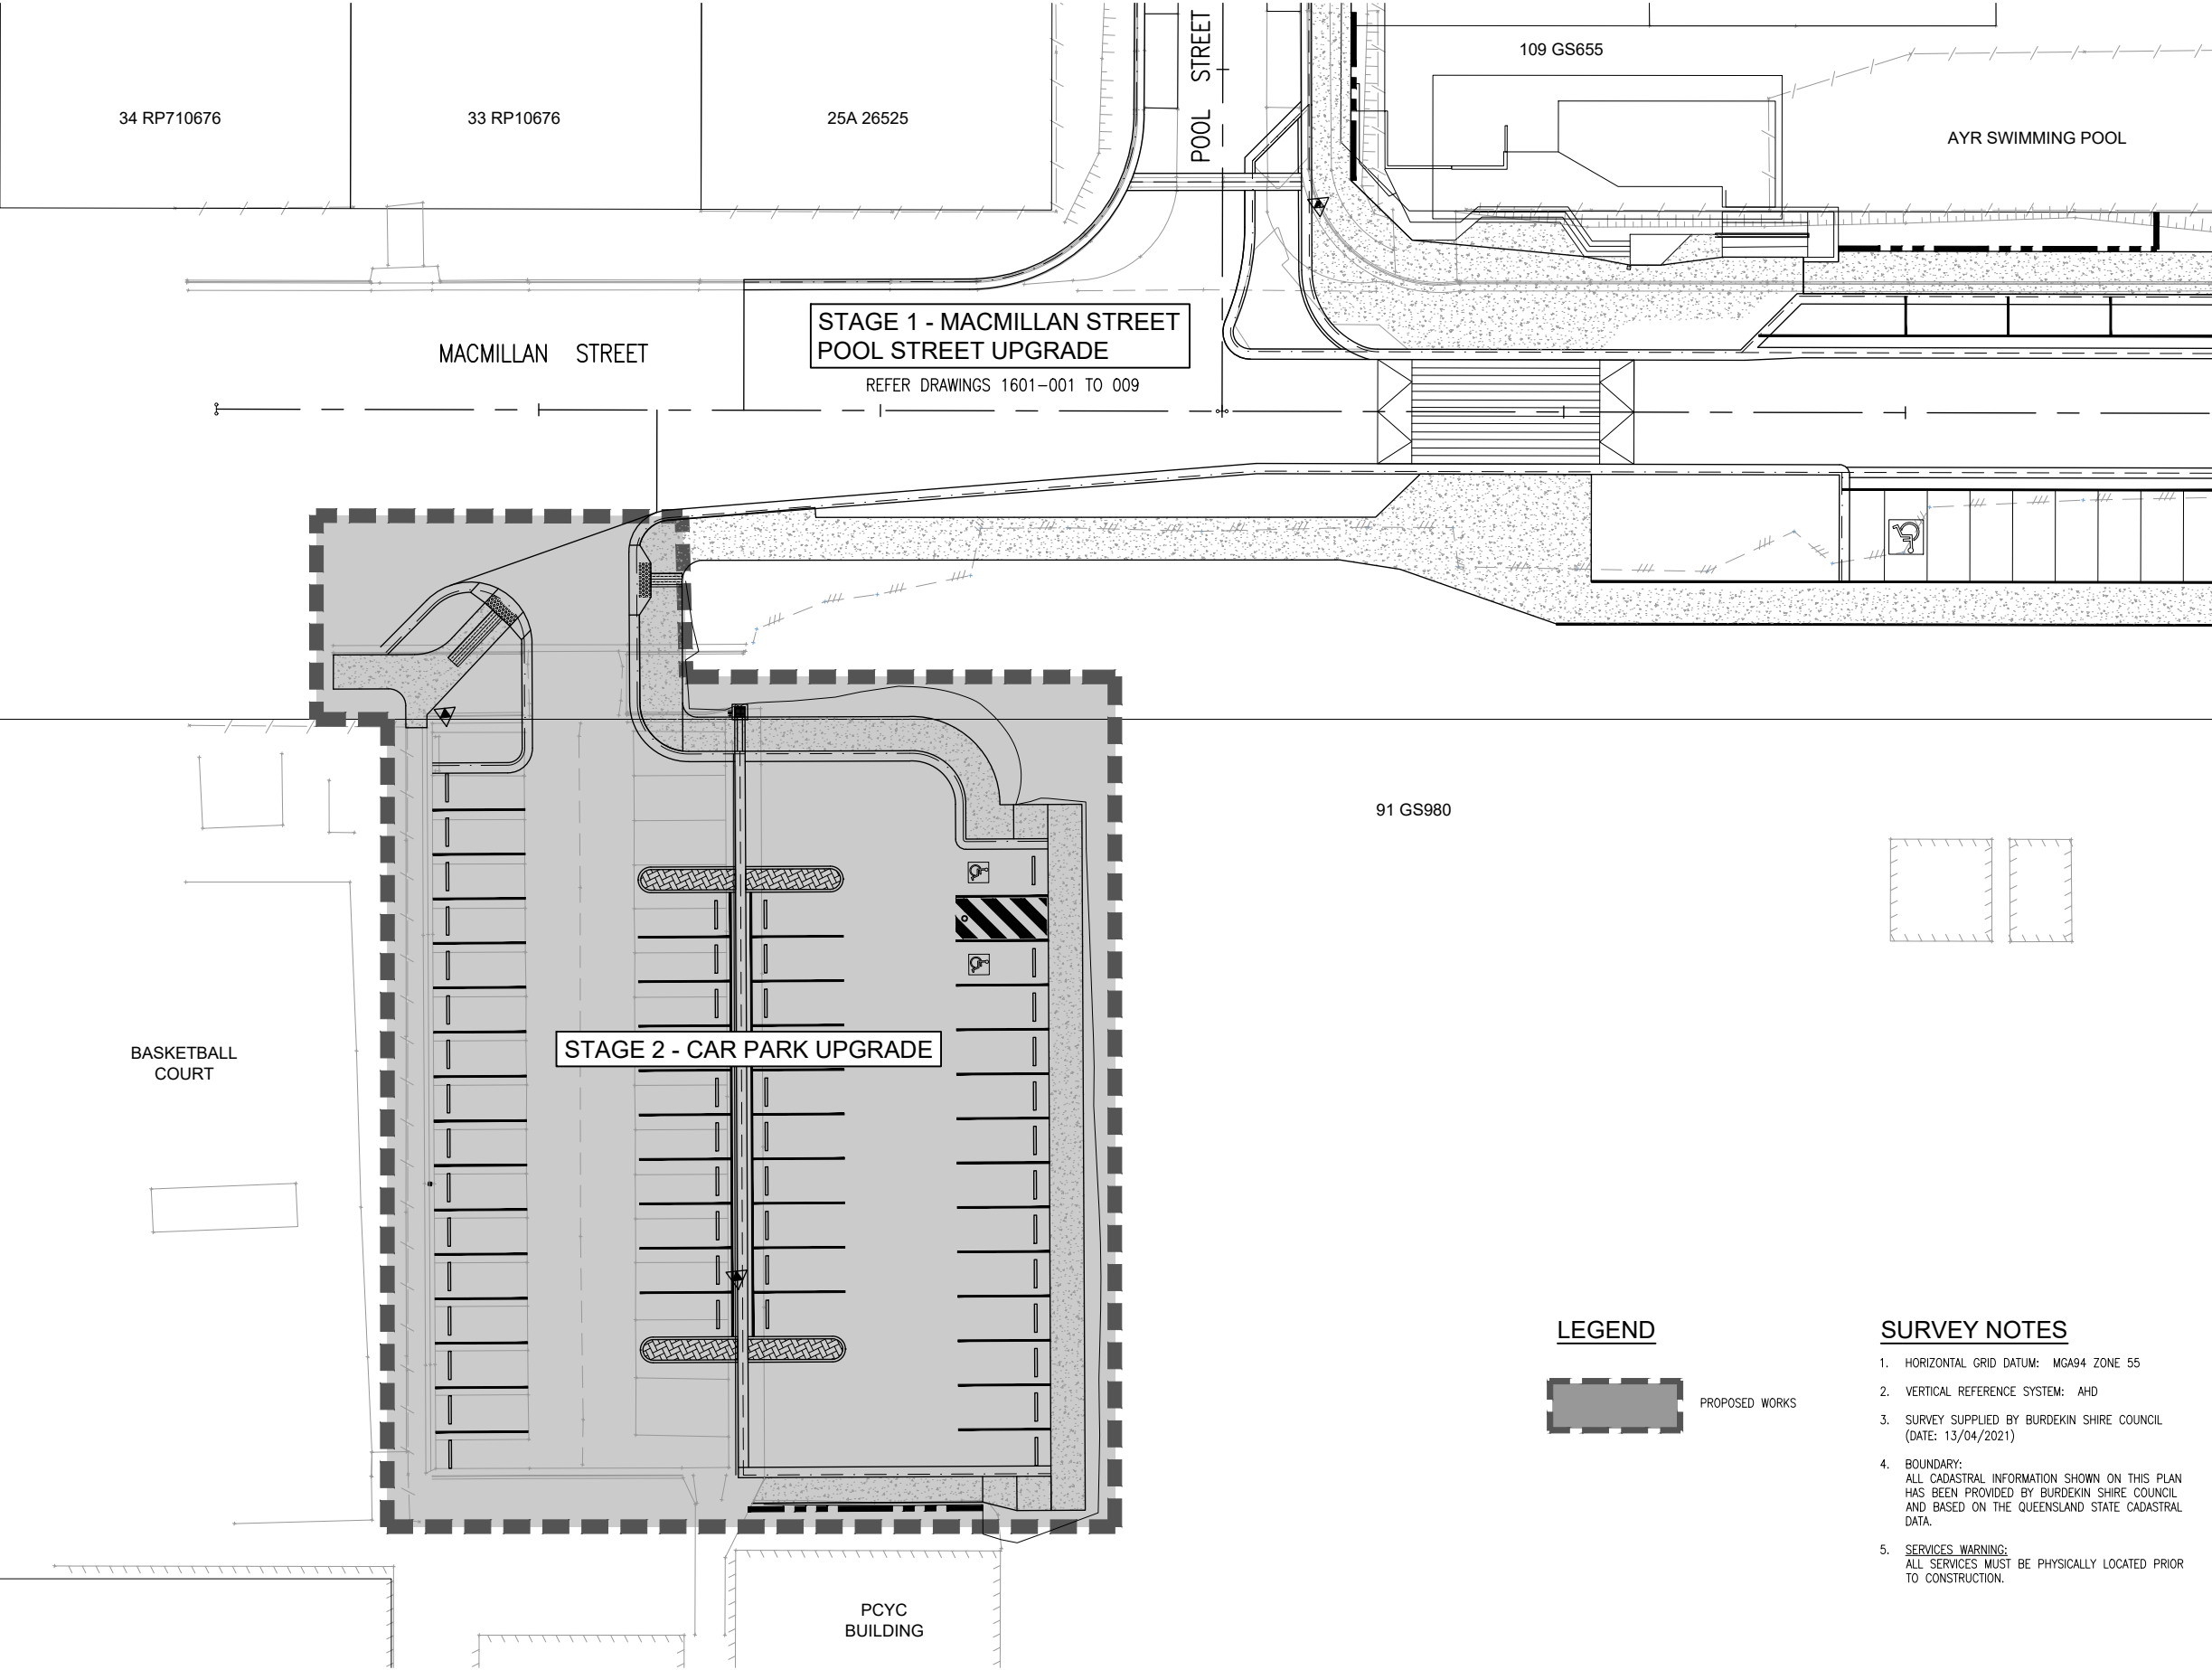 POOL STREET
109 GS655
34 RP710676
33 RP10676
25A 26525
AYR SWIMMING POOL
STAGE 1 - MACMILLAN STREET
POOL STREET UPGRADE
MACMILLAN STREET
REFER DRAWINGS 1601-001 TO 009
91 GS980
STAGE 2 - CAR PARK UPGRADE
BASKETBALL
COURT
PCYC
BUILDING
LEGEND
PROPOSED WORKS
SURVEY NOTES
1. HORIZONTAL GRID DATUM: MGA94 ZONE 55
2. VERTICAL REFERENCE SYSTEM: AHD
3. SURVEY SUPPLIED BY BURDEKIN SHIRE COUNCIL
(DATE: 13/04/2021)
4. BOUNDARY:
ALL CADASTRAL INFORMATION SHOWN ON THIS PLAN
HAS BEEN PROVIDED BY BURDEKIN SHIRE COUNCIL
AND BASED ON THE QUEENSLAND STATE CADASTRAL
DATA.
5. SERVICES WARNING:
ALL SERVICES MUST BE PHYSICALLY LOCATED PRIOR
TO CONSTRUCTION.